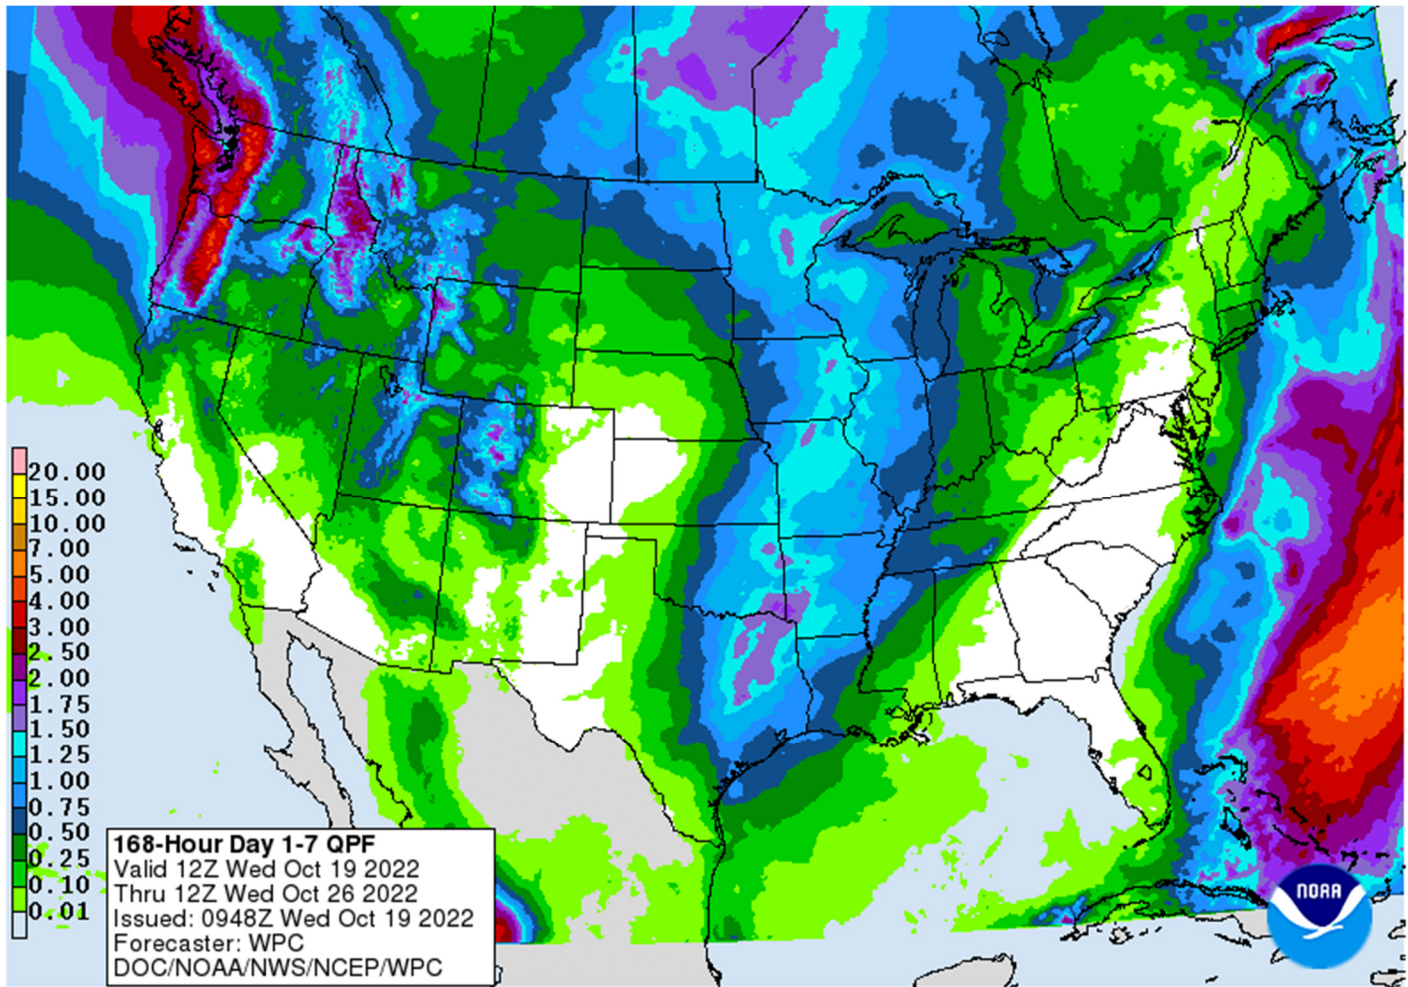 20.00
15.00
10.00
7.00
5.00
4.00
3.00
2.50
2.00
1.75
1.50
1.25
1.00
0.75
0.50
0.25
0.10
0.01
168-Hour Day 1-7 QPF
Valid 12Z Wed Oct 19 2022
Thru 12Z Wed Oct 26 2022
Issued: 0948Z Wed Oct 19 2022
Forecaster: WPC
DOC/NOAA/NWS/NCEP/WPC
NOAA